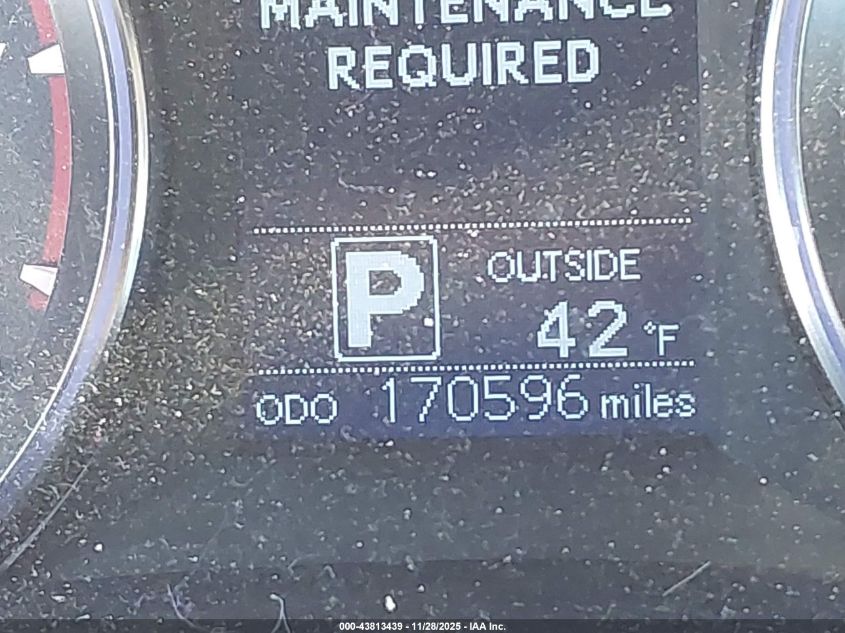 MAINTENANCE
REQUIRED
P
OUTSIDE
42 °F
ODO 170596 miles
000-43813439 - 11/28/2025 - IAA Inc.